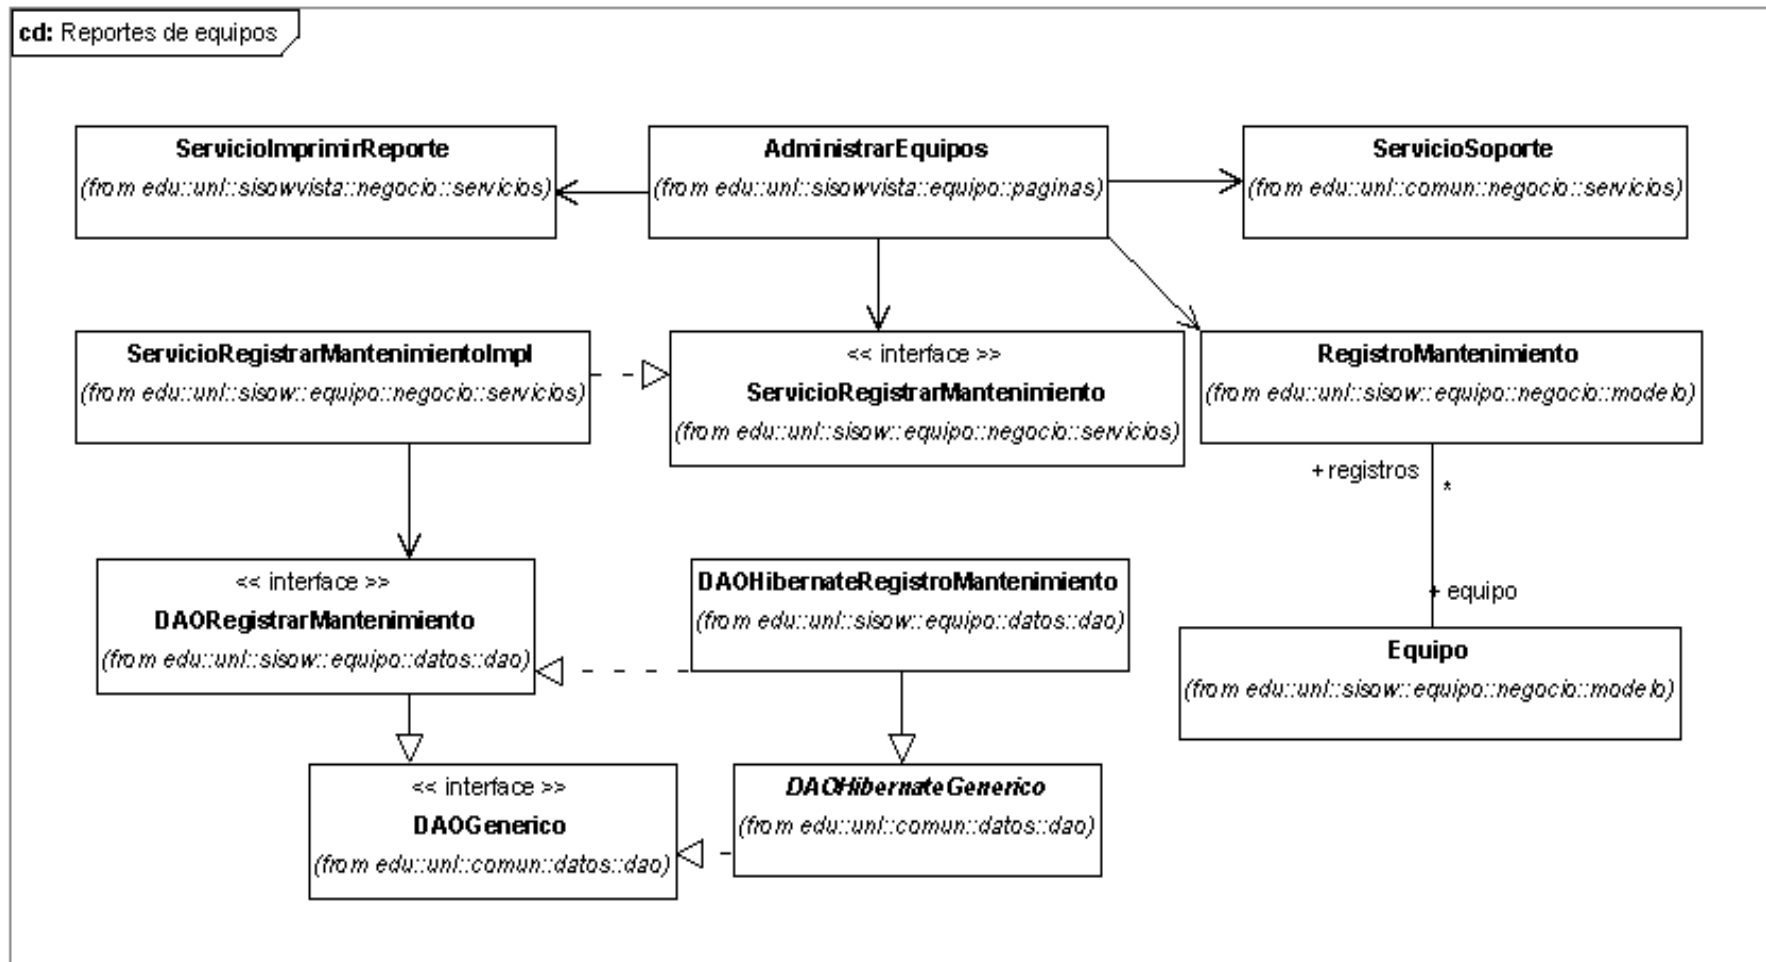 cd: Reportes de equipos
ServicioImprimirReporte
(from edu::unl::sisowvista::negocio::servicios)
AdministrarEquipos
(from edu::unl::sisowvista::equipo::paginas)
ServicioSoporte
(from edu::unl::comun::negocio::servicios)
ServicioRegistrarMantenimientoImpl
(from edu::unl::sisow::equipo::negocio::servicios)
<< interface >>
ServicioRegistrarMantenimiento
(from edu::unl::sisow::equipo::negocio::servicios)
RegistroMantenimiento
(from edu::unl::sisow::equipo::negocio::modelo)
+ registros
*
<< interface >>
DAORegistrarMantenimiento
(from edu::unl::sisow::equipo::datos::dao)
DAOHibernateRegistroMantenimiento
(from edu::unl::sisow::equipo::datos::dao)
+ equipo
Equipo
(from edu::unl::sisow::equipo::negocio::modelo)
<< interface >>
DAOGenerico
(from edu::unl::comun::datos::dao)
DAOHibernateGenerico
(from edu::unl::comun::datos::dao)